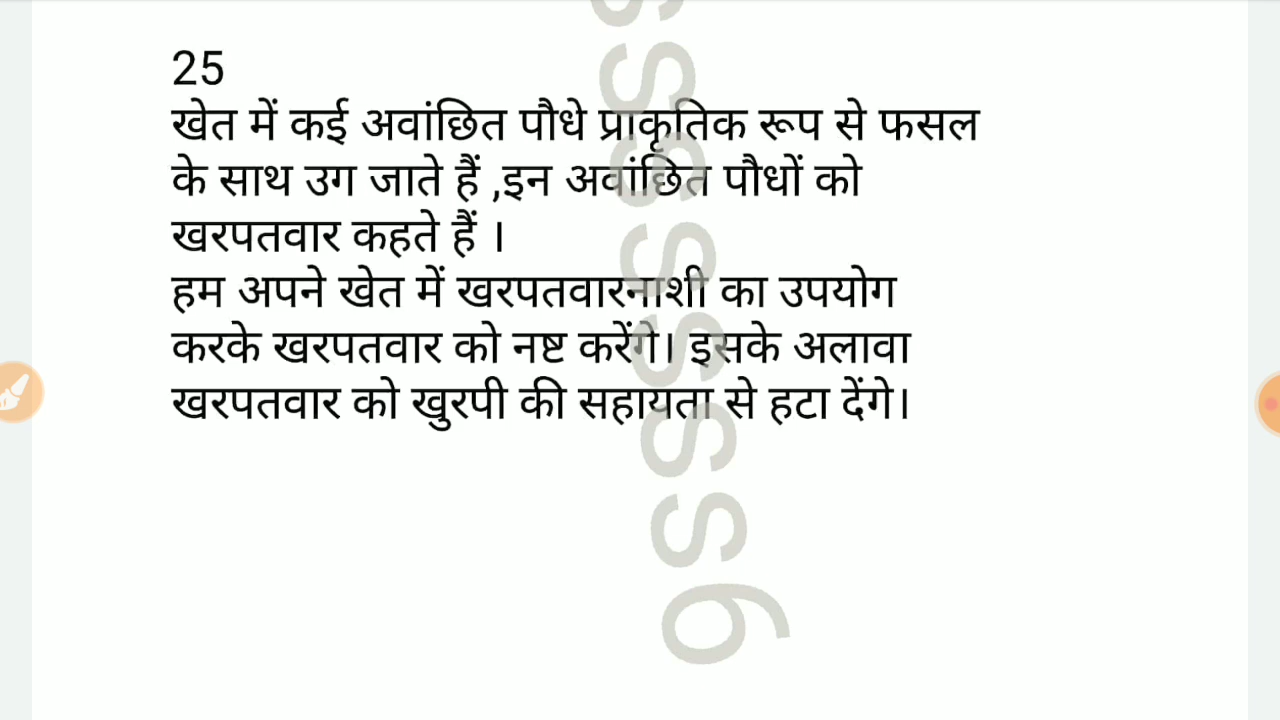 25
खेत में कई अवांछित पौधे प्राकृतिक रूप से फसल
के साथ उग जाते हैं ,इन अवांछित पौधों को
खरपतवार कहते हैं ।
हम अपने खेत में खरपतवारनाशी का उपयोग
करके खरपतवार को नष्ट करेंगे। इसके अलावा
खरपतवार को खुरपी की सहायता से हटा देंगे।